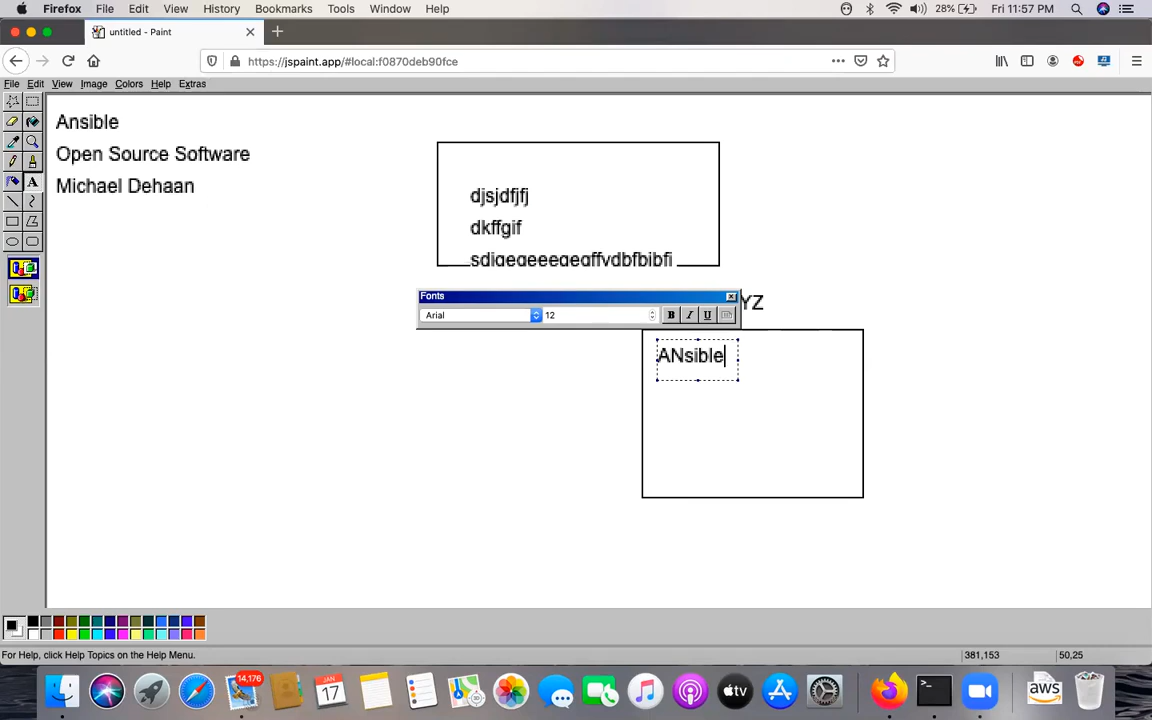 Firefox File Edit View History Bookmarks Tools Window Help 28% Fri 11:57 PM
untitled - Paint
https://jspaint.app/#local:f0870deb90fce
File Edit View Image Colors Help Extras
Ansible
Open Source Software
Michael Dehaan
djsjdfjfj
dkffgif
Fonts
YZ
Arial 12 B I U
ANsible
For Help, click Help Topics on the Help Menu. 381,153 50,25
14,176
JAN
17
tv
aws